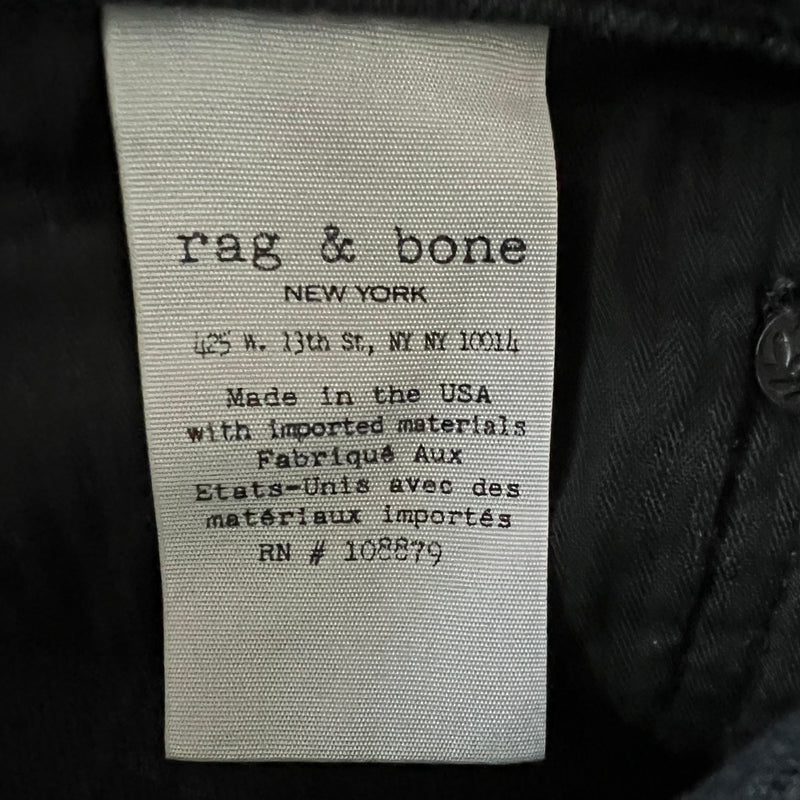 rag & bone
NEW YORK
425 W. 13th St., NY NY 10014
Made in the USA
with imported materials
Fabriqué Aux
Etats-Unis avec des
matériaux importés
RN # 108879